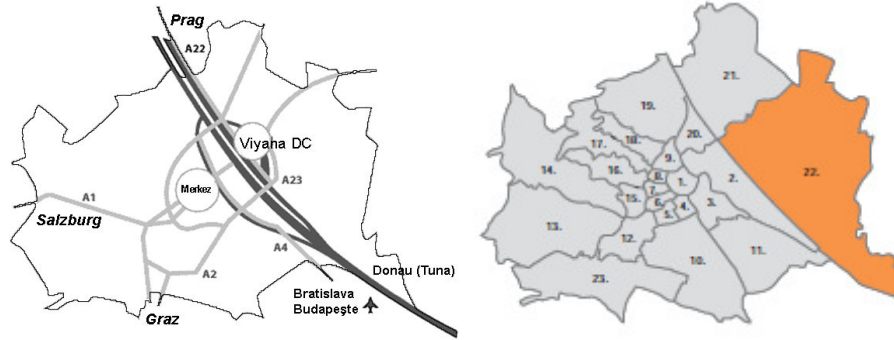 Prag
A22
Viyana DC
Merkez
A23
A1
Salzburg
A4
A2
Donau (Tuna)
Bratislava
Budapeşte
Graz
21.
19.
20.
18.
17.
9.
22.
16.
8.
14.
7.
1.
2.
15.
6.
4.
3.
5.
13.
12.
11.
10.
23.